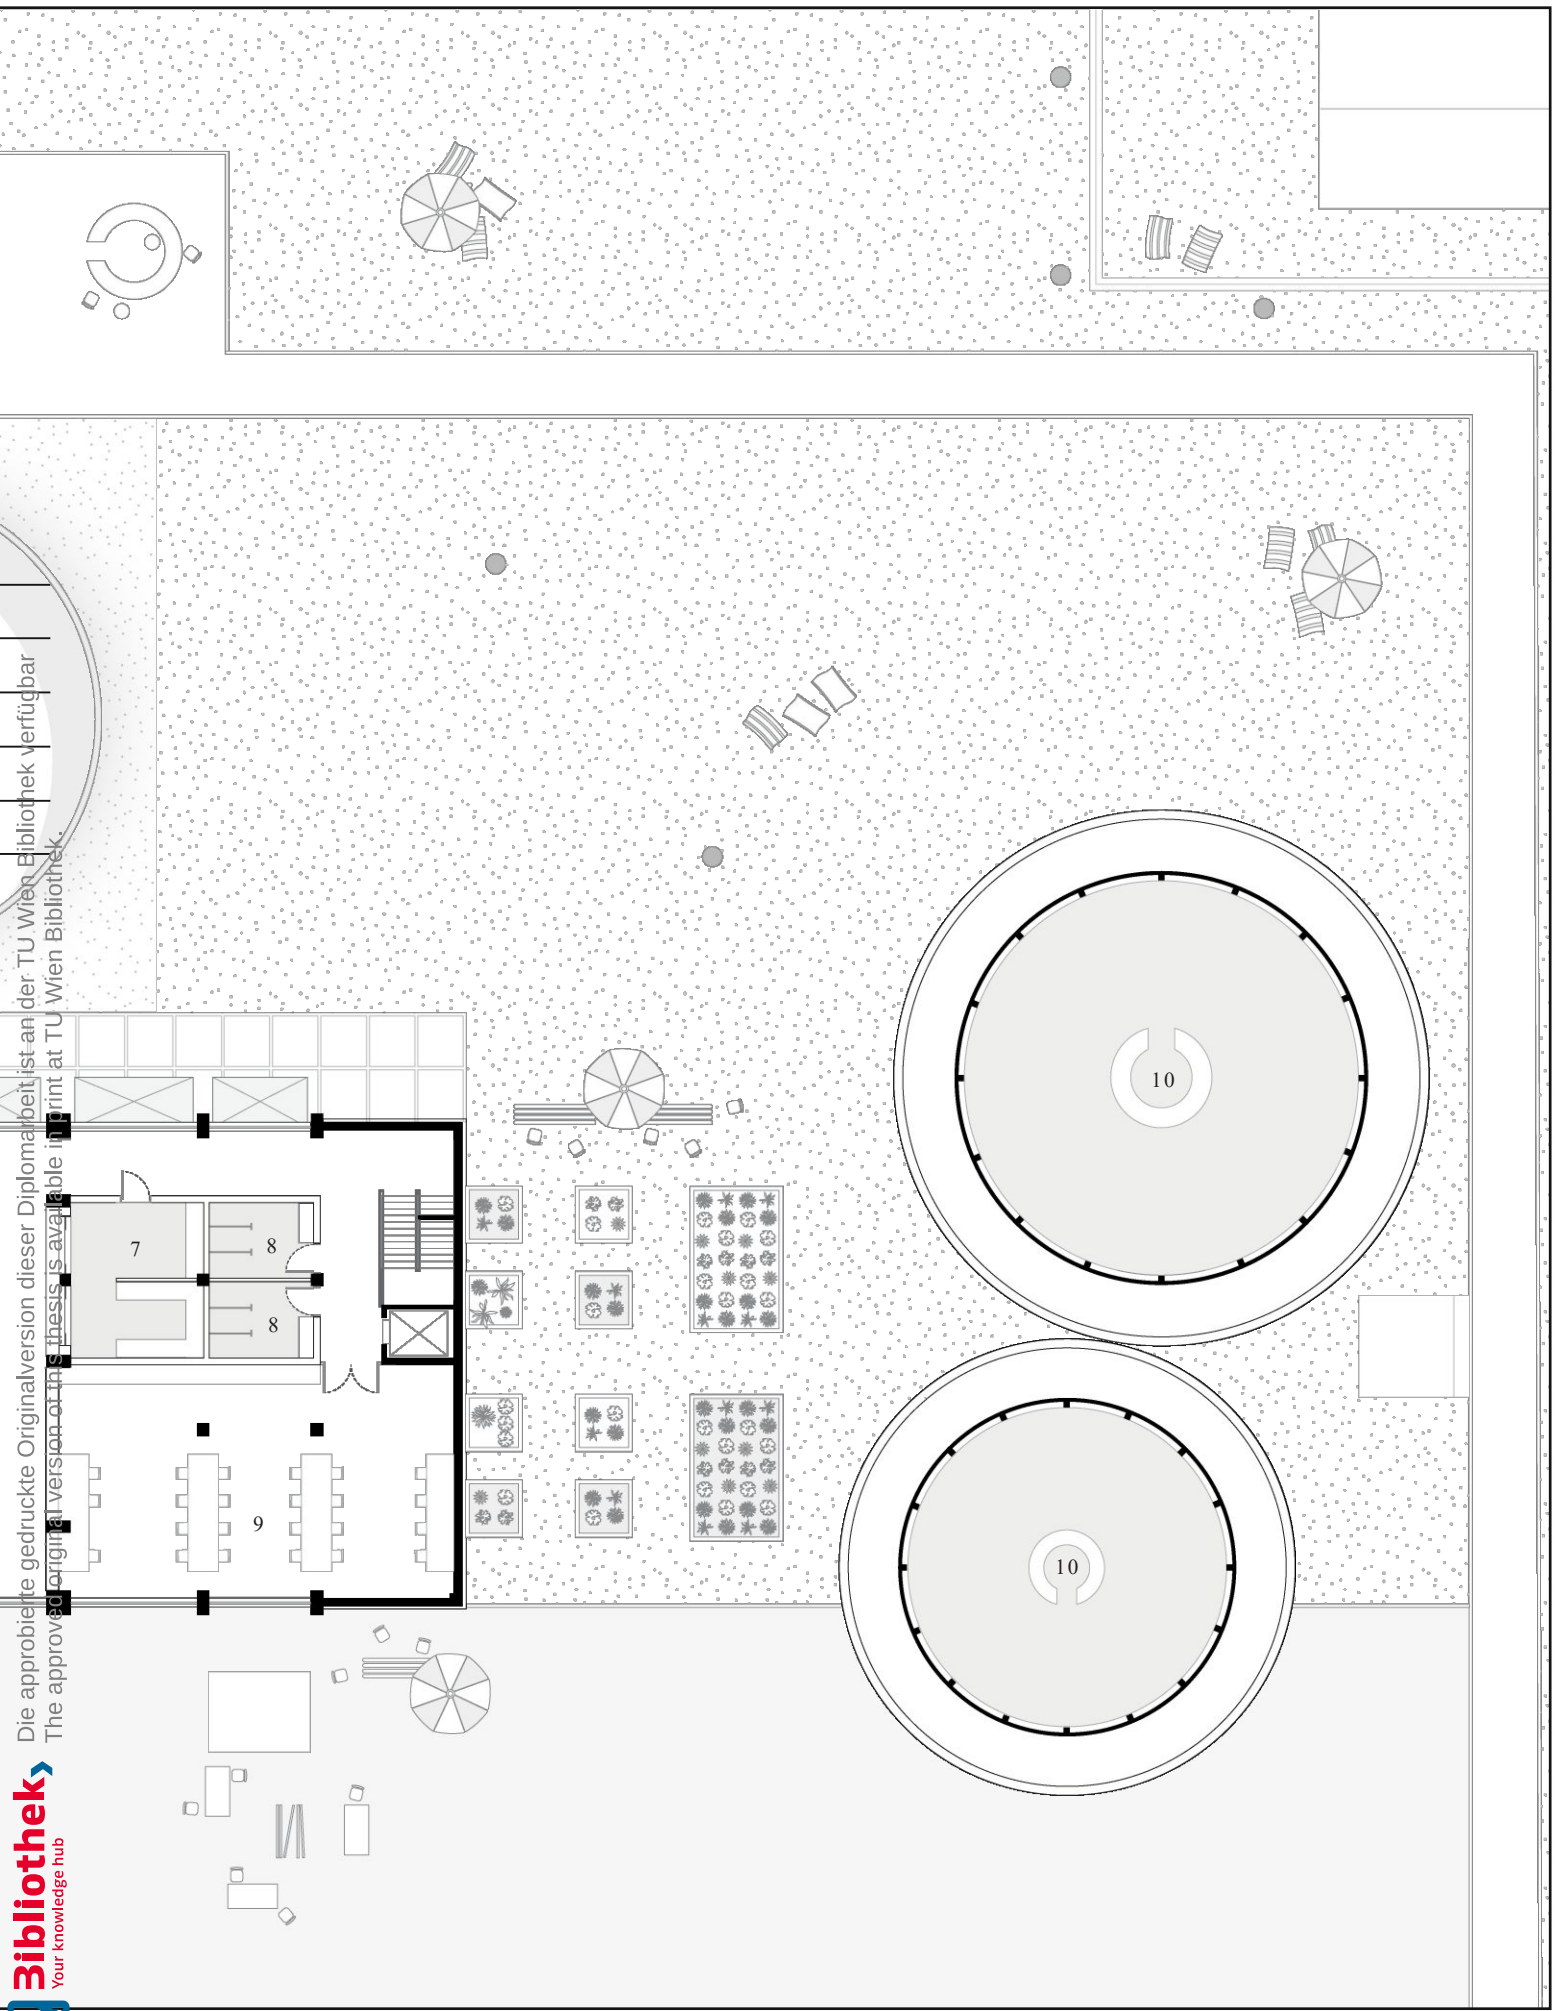 7
8
8
9
10
10
Die approbierte gedruckte Originalversion dieser Diplomarbeit ist an der TU Wien Bibliothek verfügbar
The approved original version of this thesis is available in print at TU Wien Bibliothek.
Bibliothek
Your knowledge hub